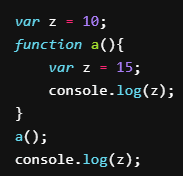 var z = 10;
function a(){
    var z = 15;
    console.log(z);
}
a();
console.log(z);